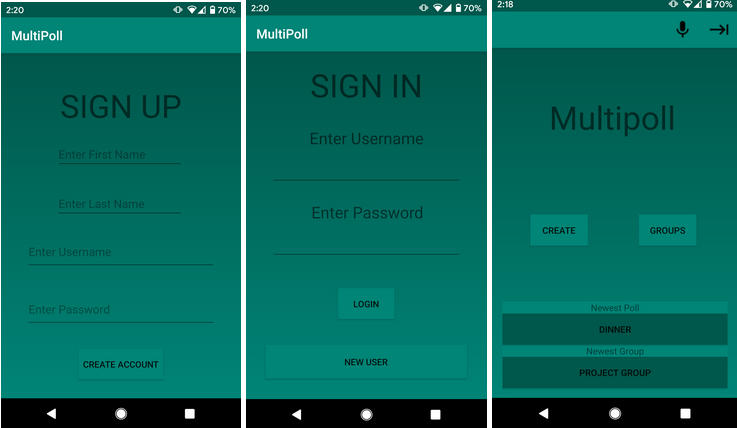 2:20
70%
MultiPoll
SIGN UP
Enter First Name
Enter Last Name
Enter Username
Enter Password
CREATE ACCOUNT
2:20
70%
MultiPoll
SIGN IN
Enter Username
Enter Password
LOGIN
NEW USER
2:18
70%
Multipoll
CREATE
GROUPS
Newest Poll
DINNER
Newest Group
PROJECT GROUP